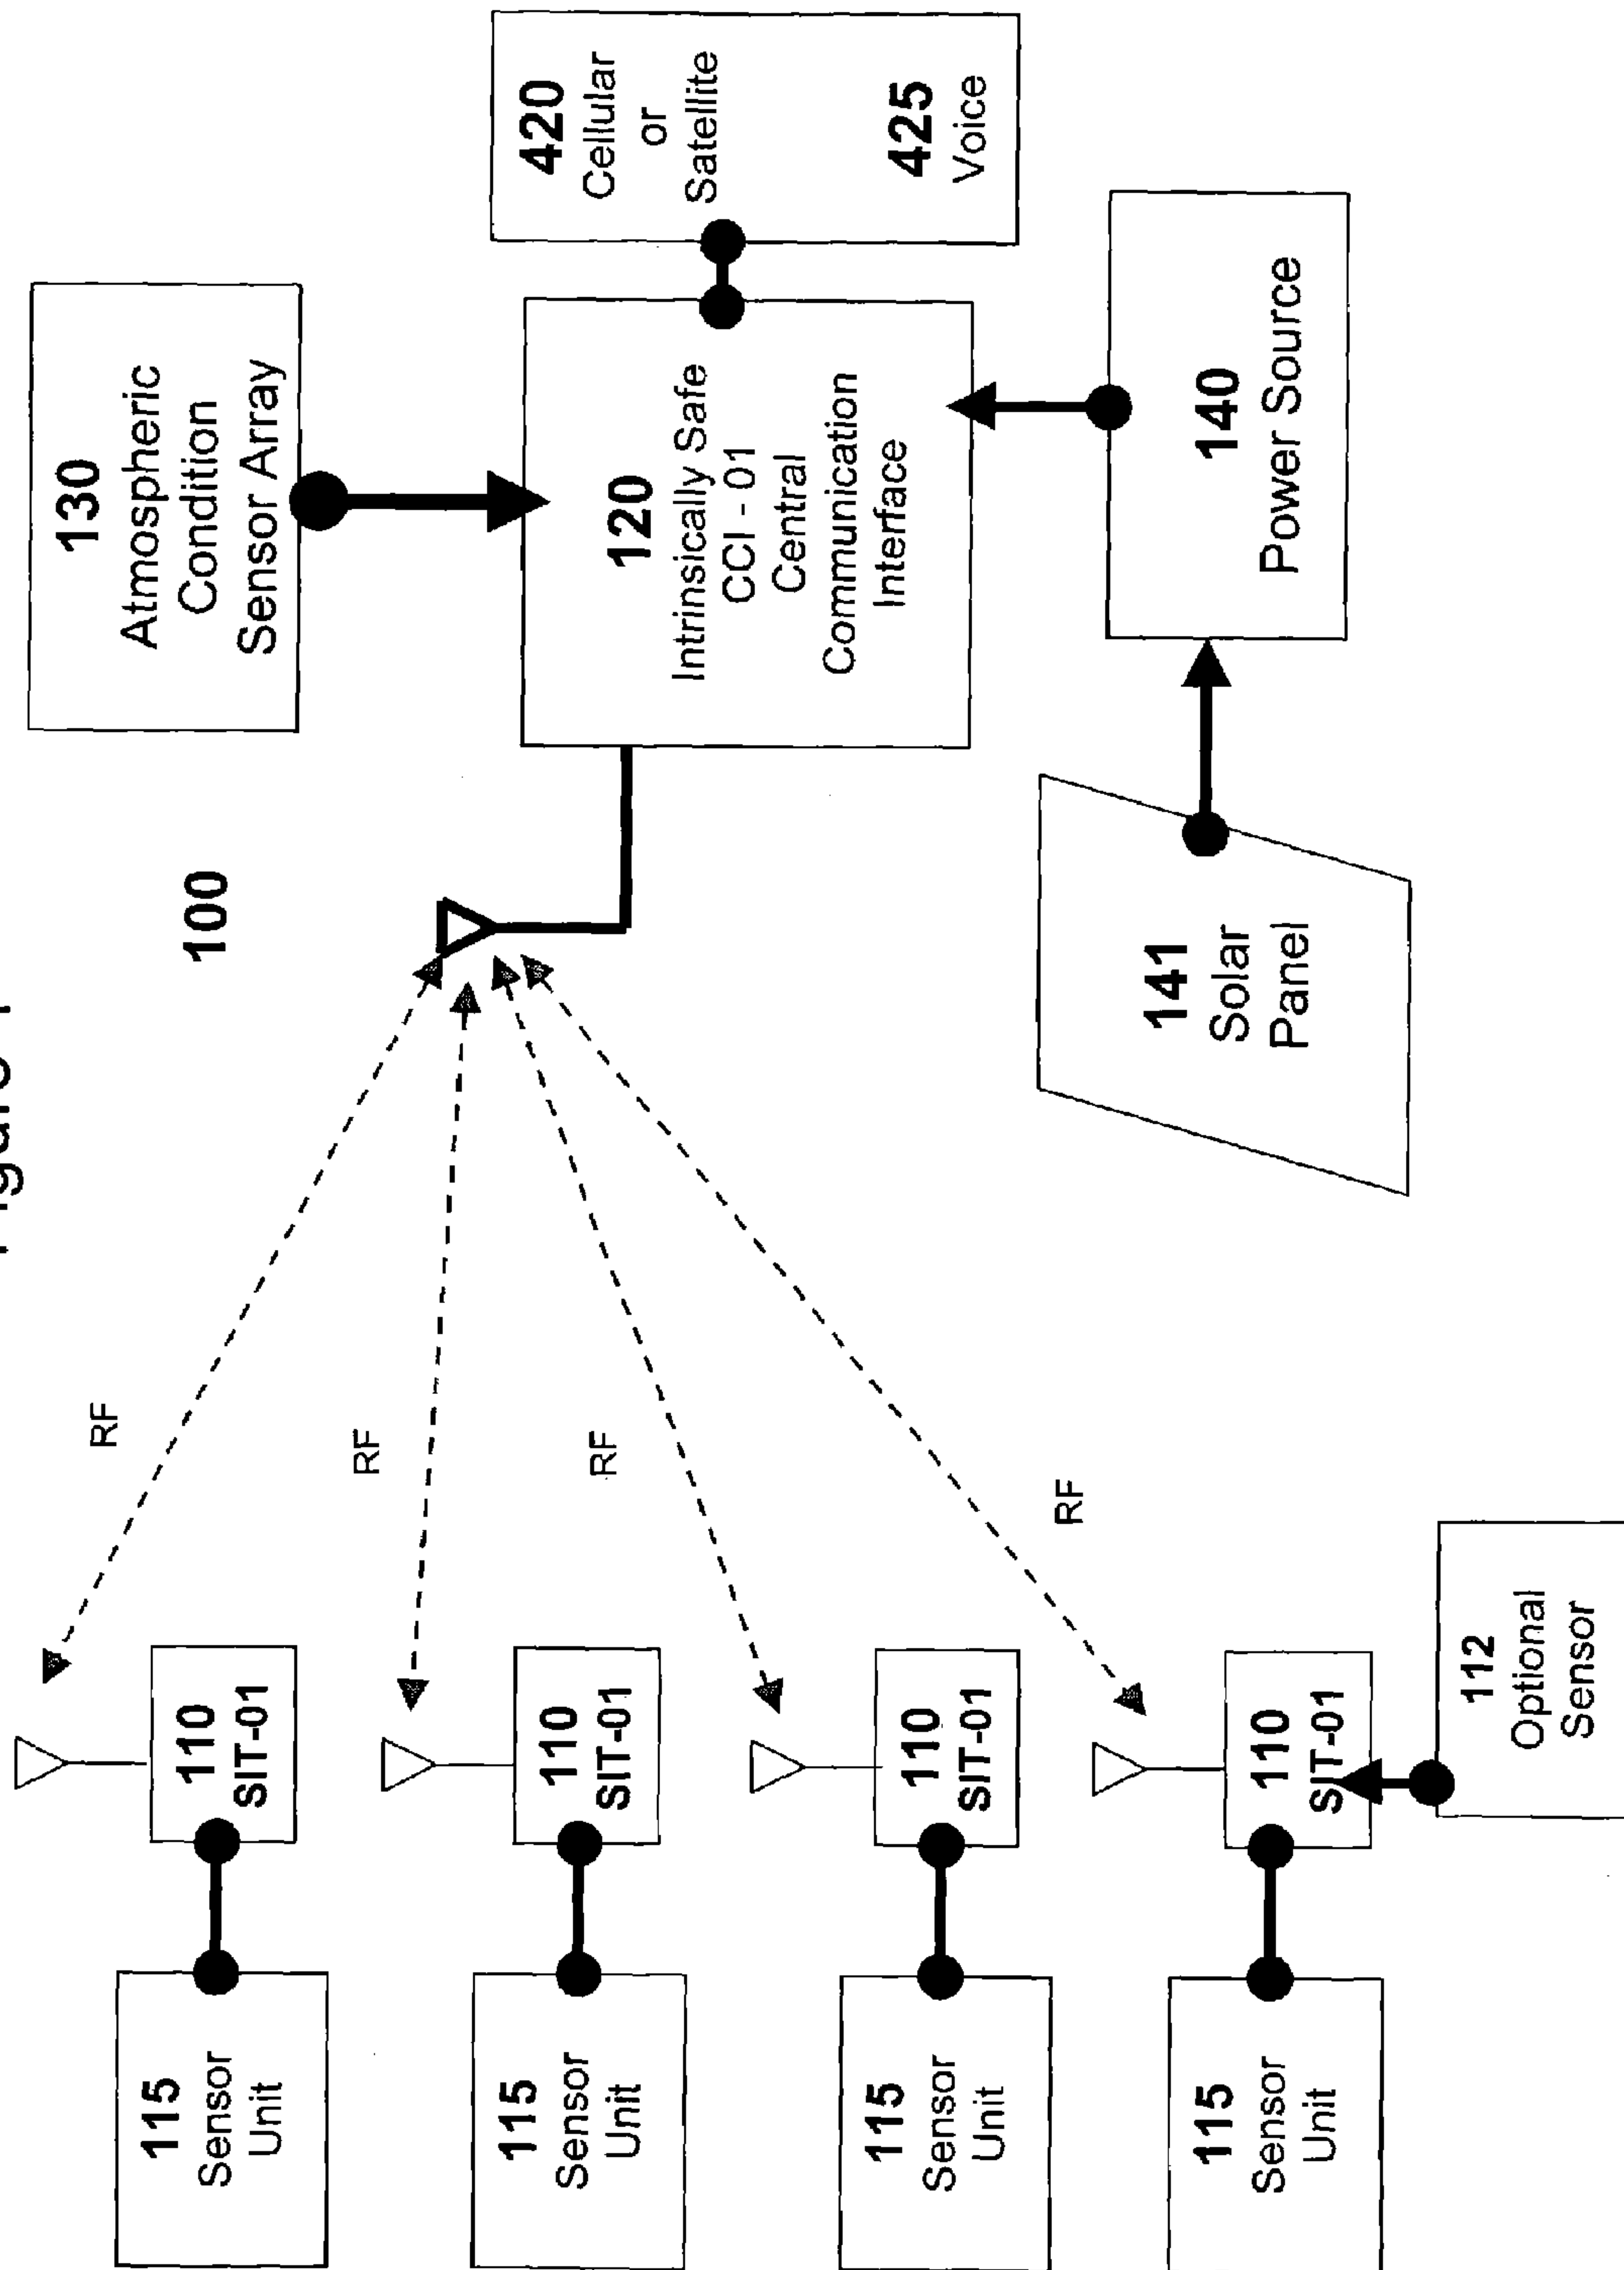 Figure
115
Sensor
Unit
110
SIT-01
RF
100
130
Atmospheric
Condition
Sensor Array
115
Sensor
Unit
110
SIT-01
RF
120
Intrinsically Safe
CCI - 01
Central
Communication
Interface
420
Cellular
or
Satellite
425
Voice
115
Sensor
Unit
110
SIT-01
RF
115
Sensor
Unit
110
SIT-01
RF
141
Solar
Panel
140
Power Source
112
Optional
Sensor